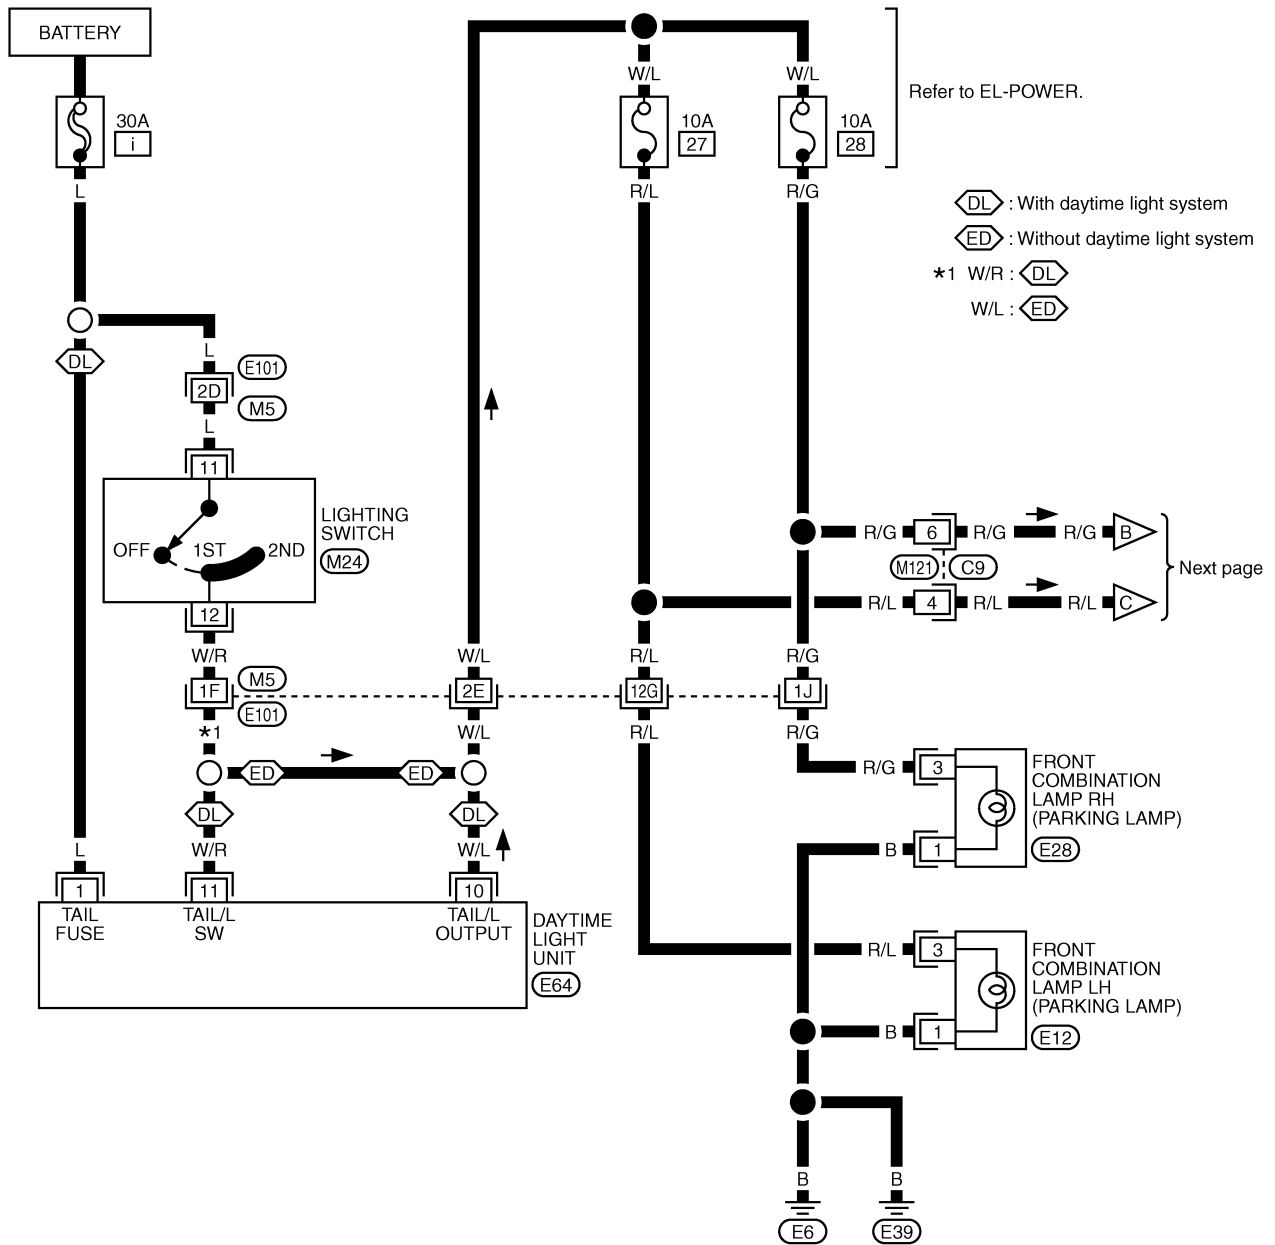 BATTERY
30A
i
L
W/L
W/L
10A
27
10A
28
Refer to EL-POWER.
R/L
R/G
DL : With daytime light system
ED : Without daytime light system
*1 W/R : DL
W/L : ED
DL
L
E101
2D
M5
L
11
LIGHTING
SWITCH
M24
OFF
1ST
2ND
12
W/R
M5
1F
E101
*1
W/L
2E
W/L
R/L
12G
R/L
R/G
1J
R/G
R/G
6
R/G
R/G
B
M121
C9
R/L
4
R/L
R/L
C
Next page
ED
ED
DL
DL
L
W/R
W/L
1
11
10
TAIL
FUSE
TAIL/L
SW
TAIL/L
OUTPUT
DAYTIME
LIGHT
UNIT
E64
R/G
3
B
1
FRONT
COMBINATION
LAMP RH
(PARKING LAMP)
E28
R/L
3
B
1
FRONT
COMBINATION
LAMP LH
(PARKING LAMP)
E12
B
B
E6
E39